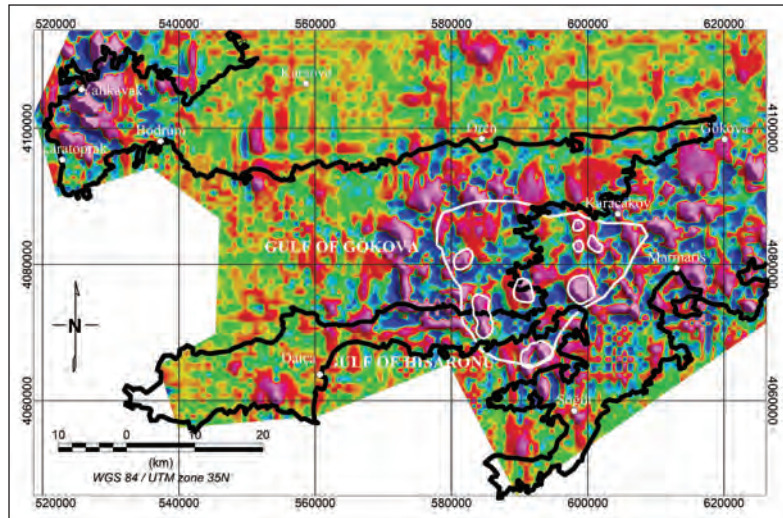 520000 540000 560000 580000 600000 620000
Karaova
Yalıkavak
4100000 4100000
Bodrum Ören Gökova
Karatoprak
Karacaköy
GULF OF GOKOVA
4080000 4080000
Marmaris
N
Datça GULF OF HISARONU
4060000 4060000
Söğüt
10 0 10 20
(km)
WGS 84 / UTM zone 35N
520000 540000 560000 580000 600000 620000